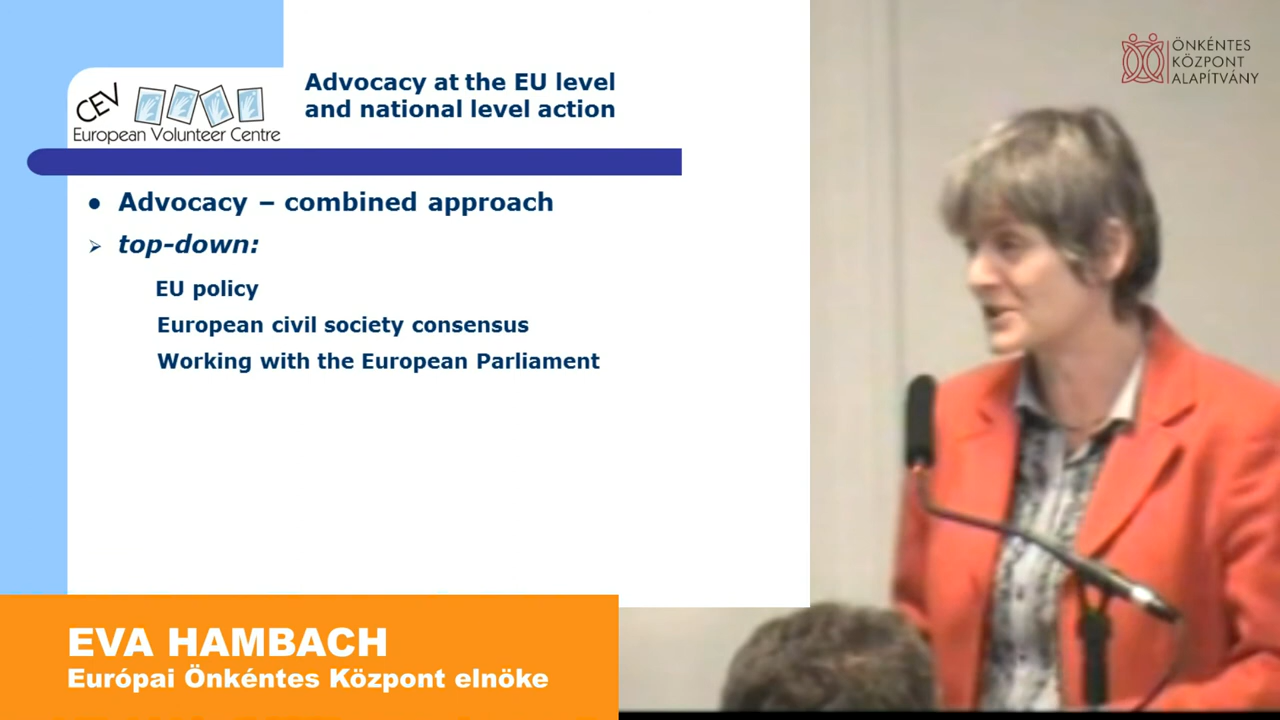 CEV
European Volunteer Centre
Advocacy at the EU level
and national level action
● Advocacy – combined approach
➢ top-down:
EU policy
European civil society consensus
Working with the European Parliament
ÖNKÉNTES
KÖZPONT
ALAPÍTVÁNY
EVA HAMBACH
Európai Önkéntes Központ elnöke